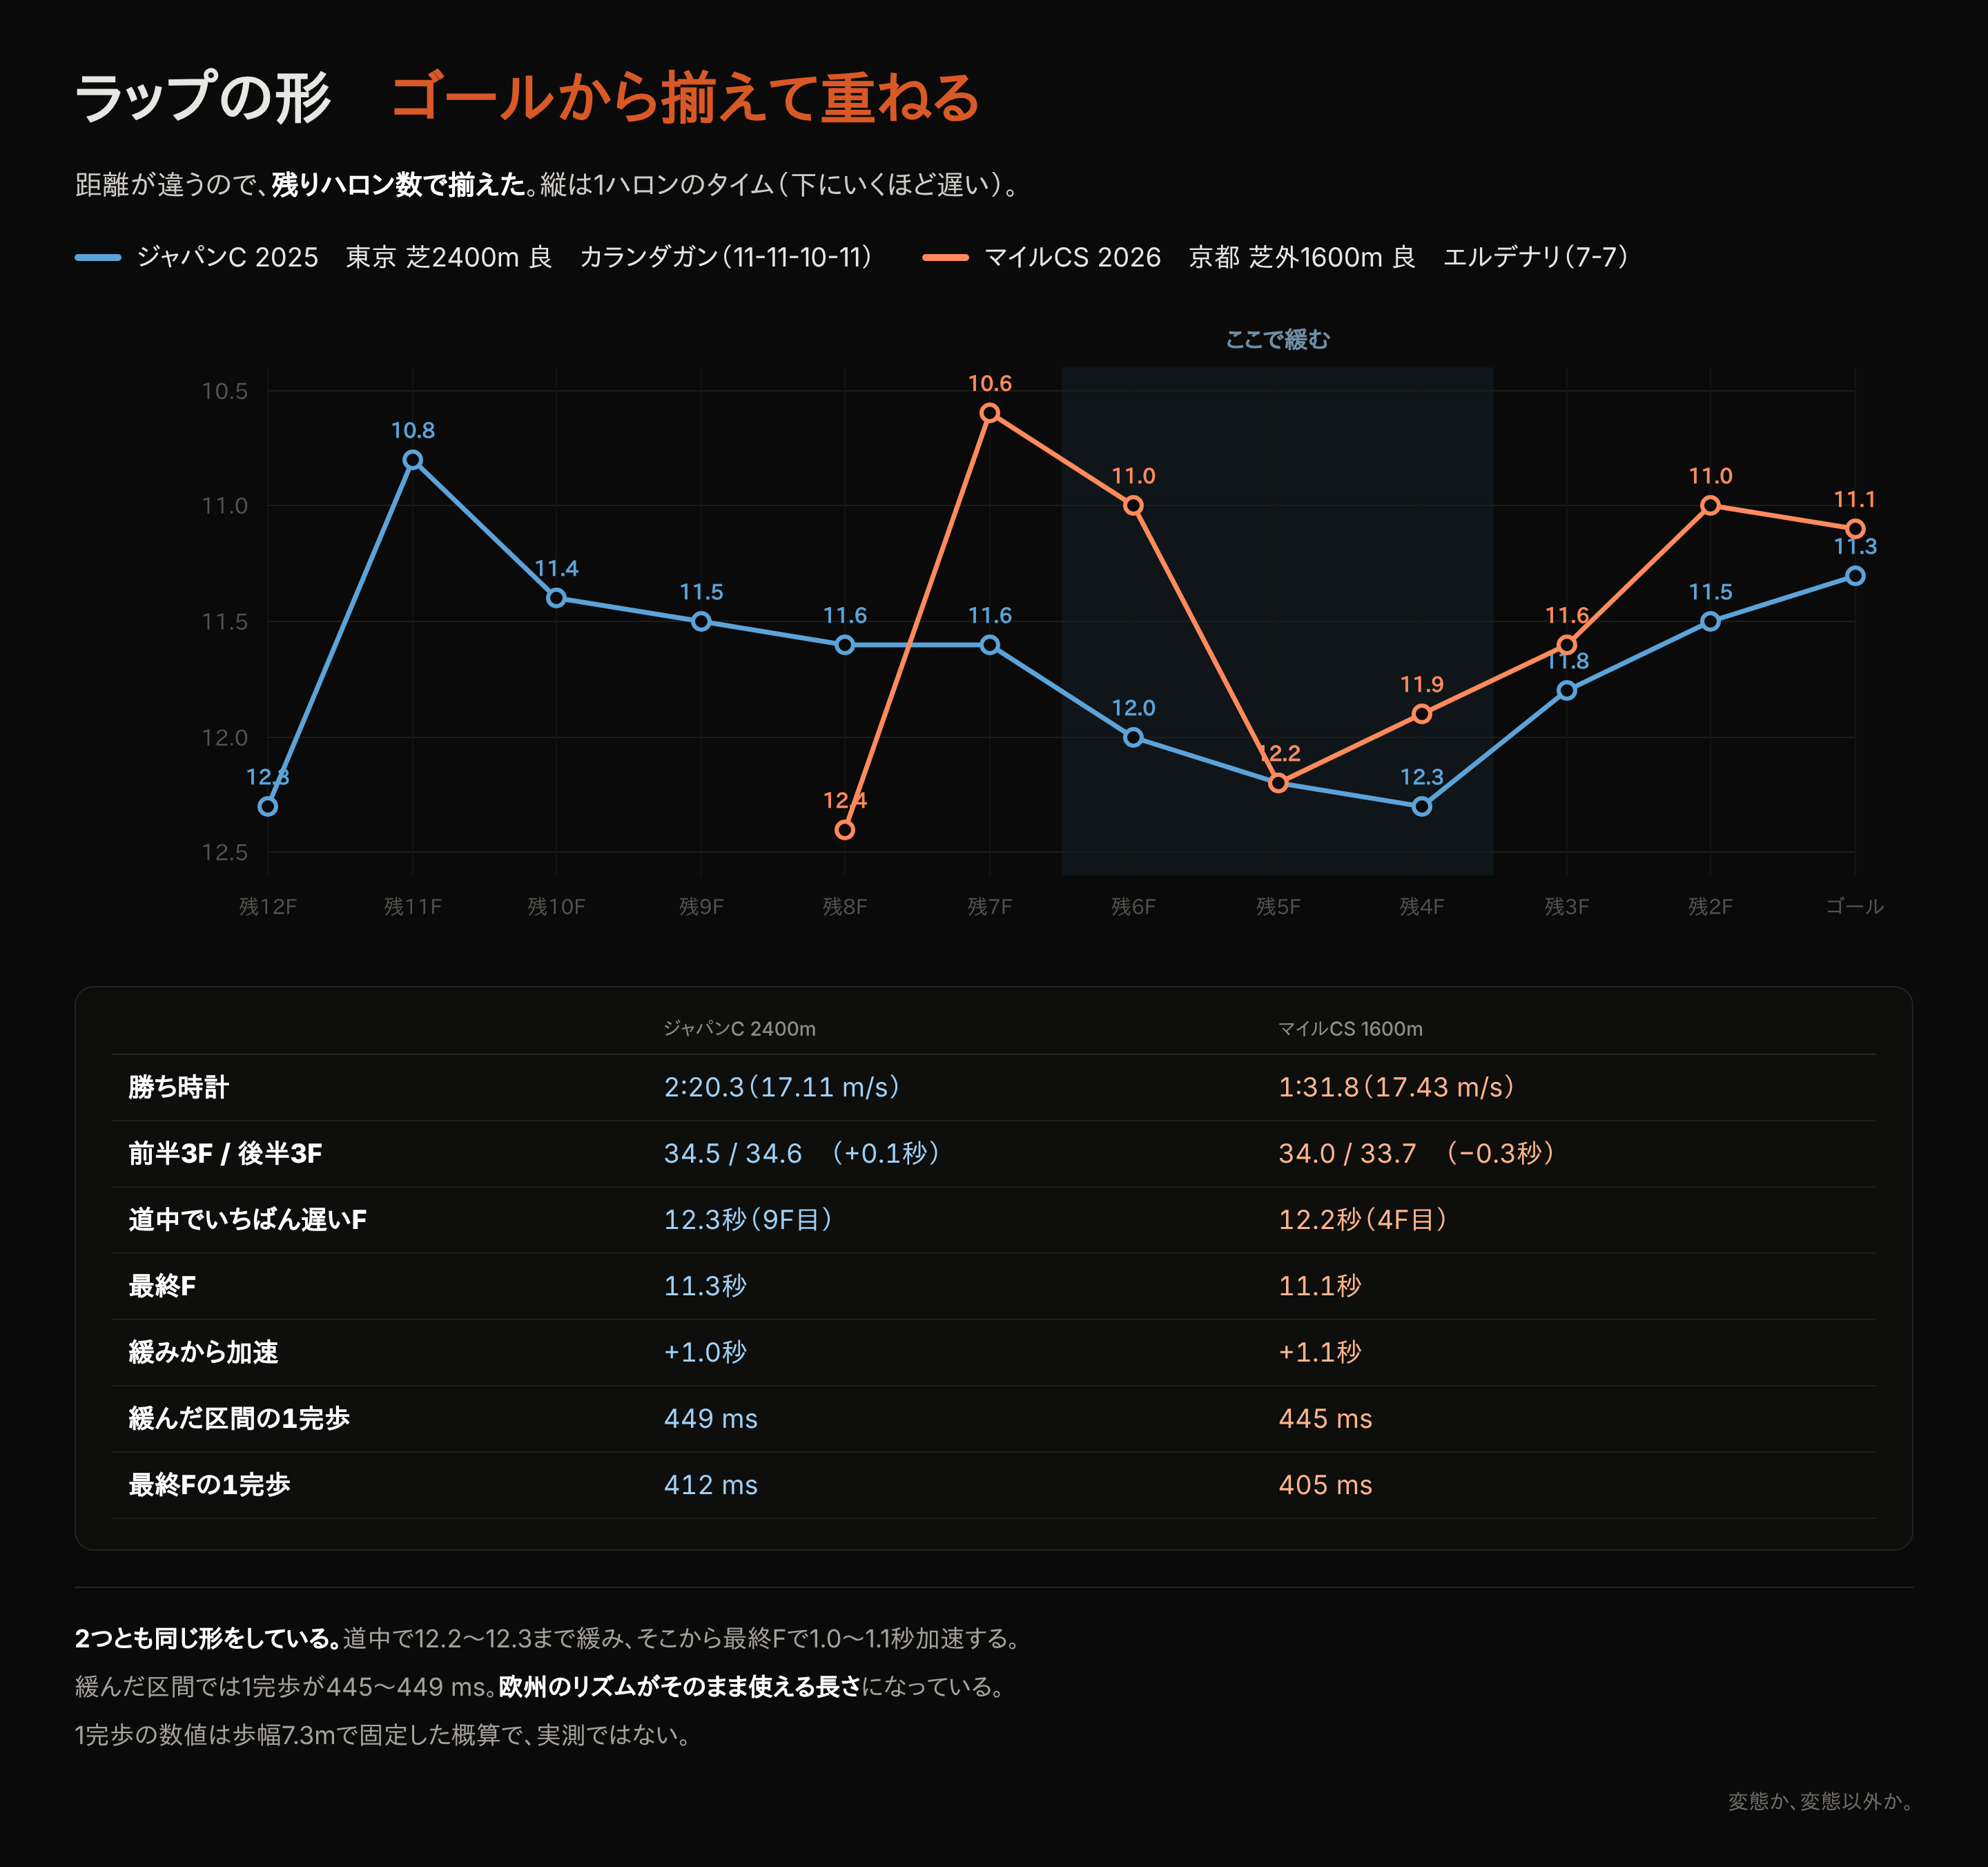 ラップの形　ゴールから揃えて重ねる
距離が違うので、残りハロン数で揃えた。縦は1ハロンのタイム（下にいくほど遅い）。
ジャパンC 2025　東京 芝2400m 良　カランダガン（11-11-10-11）
マイルCS 2026　京都 芝外1600m 良　エルデナリ（7-7）
ここで緩む
10.5
11.0
11.5
12.0
12.5
12.3
10.8
11.4
11.5
11.6
11.6
12.0
12.3
11.8
11.5
11.3
12.4
10.6
11.0
12.2
11.9
11.6
11.0
11.1
残12F 残11F 残10F 残9F 残8F 残7F 残6F 残5F 残4F 残3F 残2F ゴール
ジャパンC 2400m マイルCS 1600m
勝ち時計 2:20.3（17.11 m/s） 1:31.8（17.43 m/s）
前半3F / 後半3F 34.5 / 34.6　（+0.1秒） 34.0 / 33.7　（−0.3秒）
道中でいちばん遅いF 12.3秒（9F目） 12.2秒（4F目）
最終F 11.3秒 11.1秒
緩みから加速 +1.0秒 +1.1秒
緩んだ区間の1完歩 449 ms 445 ms
最終Fの1完歩 412 ms 405 ms
2つとも同じ形をしている。道中で12.2〜12.3まで緩み、そこから最終Fで1.0〜1.1秒加速する。
緩んだ区間では1完歩が445〜449 ms。欧州のリズムがそのまま使える長さになっている。
1完歩の数値は歩幅7.3mで固定した概算で、実測ではない。
変態か、変態以外か。